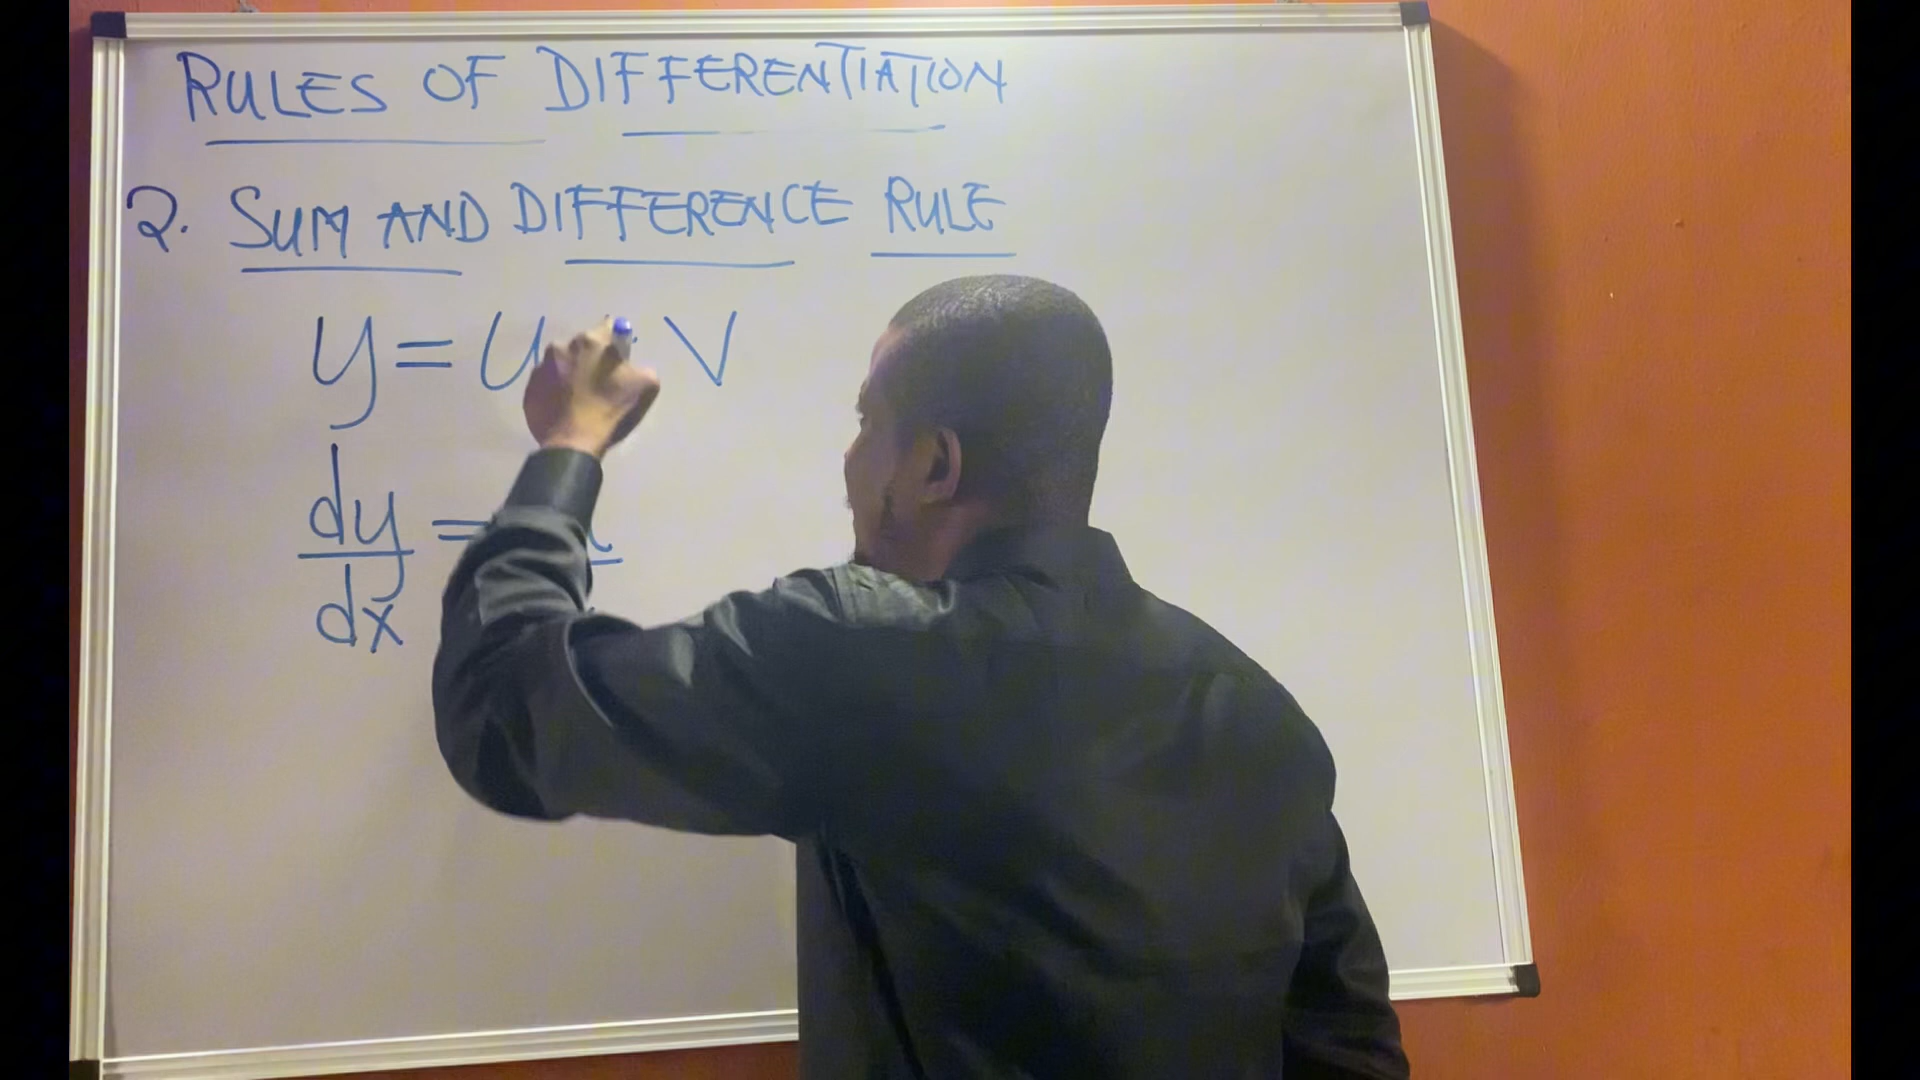 RULES OF DIFFERENTIATION
2. SUM AND DIFFERENCE RULE
y = U V
dy =
dx